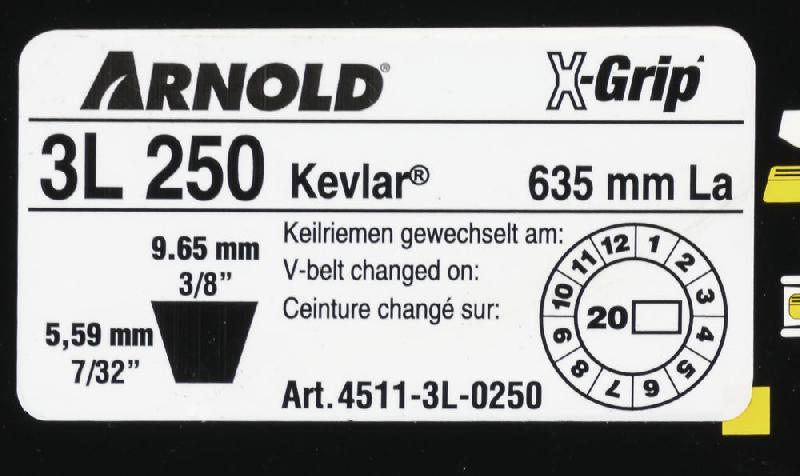 ARNOLD® X-Grip
3L 250 Kevlar® 635 mm La
9.65 mm
3/8”
5,59 mm
7/32”
Keilriemen gewechselt am:
V-belt changed on:
Ceinture changé sur:
Art.4511-3L-0250
1 2 3 4 5 6 7 8 9 10 11 12
20